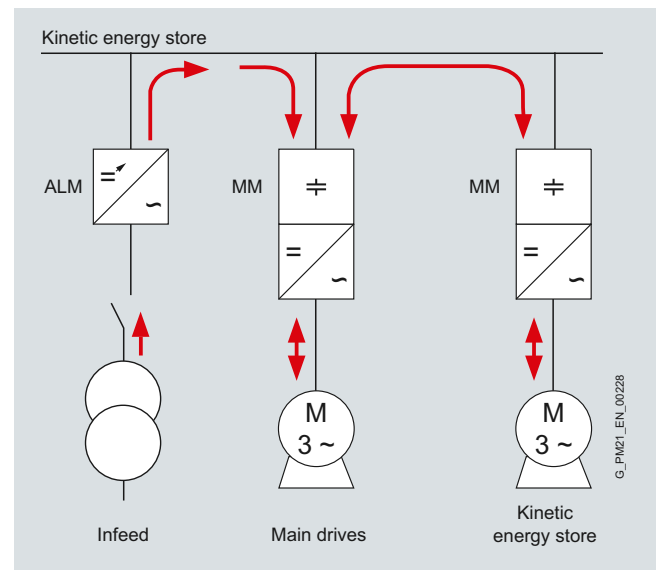 Kinetic energy store
ALM
=
~
MM
=
~
MM
=
~
M
3 ~
M
3 ~
G_PM21_EN_00228
Infeed
Main drives
Kinetic
energy store